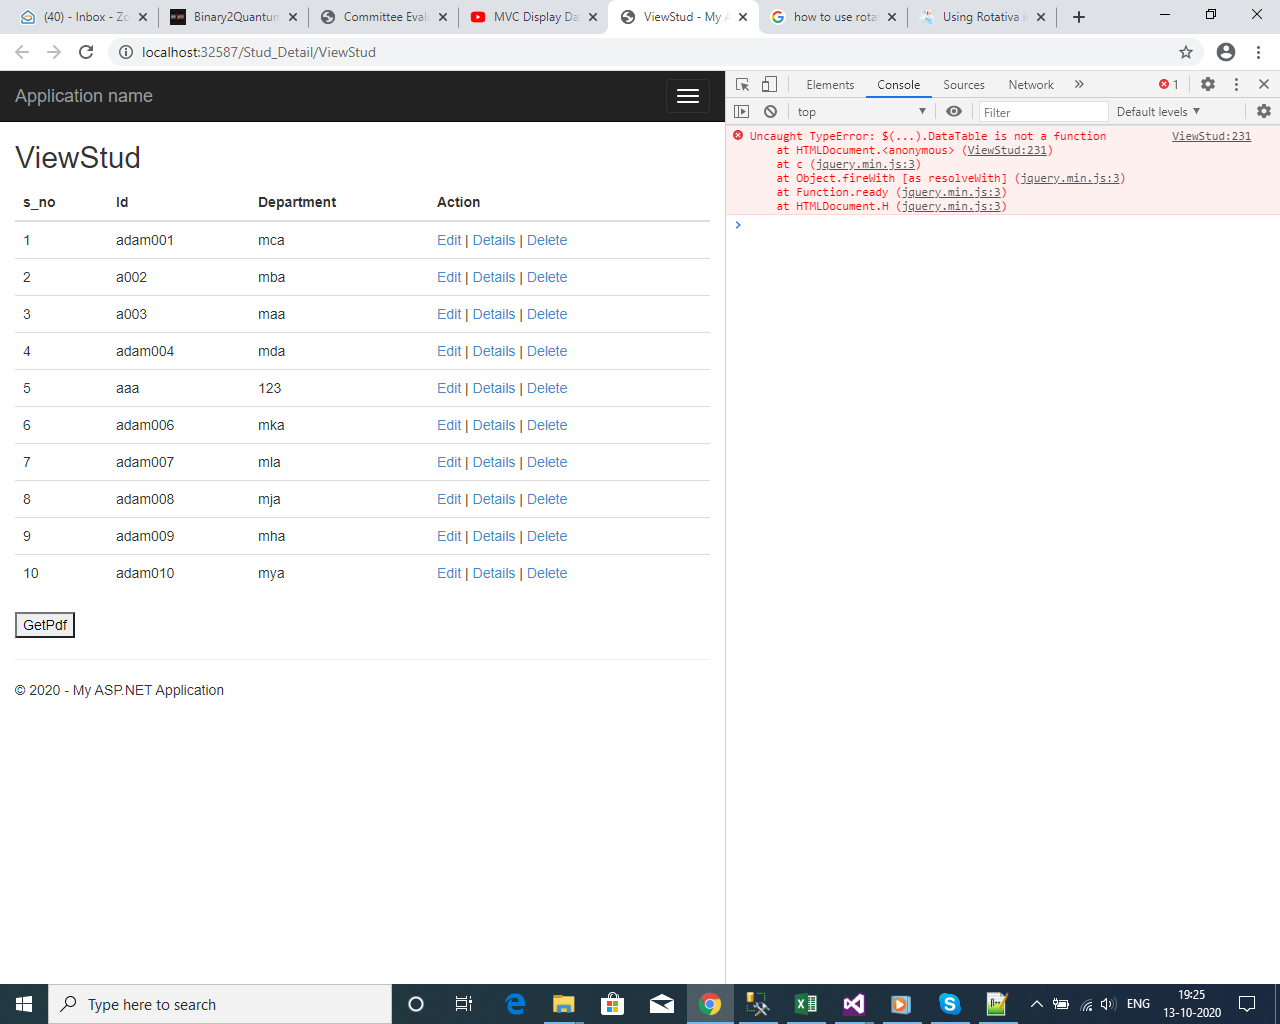 (40) - Inbox - Zo
Binary2Quantun
Committee Eval
MVC Display Da
ViewStud - My A
how to use rota
Using Rotativa i
localhost:32587/Stud_Detail/ViewStud
Application name
ViewStud
s_no Id Department Action
1 adam001 mca Edit | Details | Delete
2 a002 mba Edit | Details | Delete
3 a003 maa Edit | Details | Delete
4 adam004 mda Edit | Details | Delete
5 aaa 123 Edit | Details | Delete
6 adam006 mka Edit | Details | Delete
7 adam007 mla Edit | Details | Delete
8 adam008 mja Edit | Details | Delete
9 adam009 mha Edit | Details | Delete
10 adam010 mya Edit | Details | Delete
GetPdf
© 2020 - My ASP.NET Application
Elements Console Sources Network » 1
top Filter Default levels
Uncaught TypeError: $(...).DataTable is not a function ViewStud:231
at HTMLDocument.<anonymous> (ViewStud:231)
at c (jquery.min.js:3)
at Object.fireWith [as resolveWith] (jquery.min.js:3)
at Function.ready (jquery.min.js:3)
at HTMLDocument.H (jquery.min.js:3)
Type here to search
ENG
19:25
13-10-2020